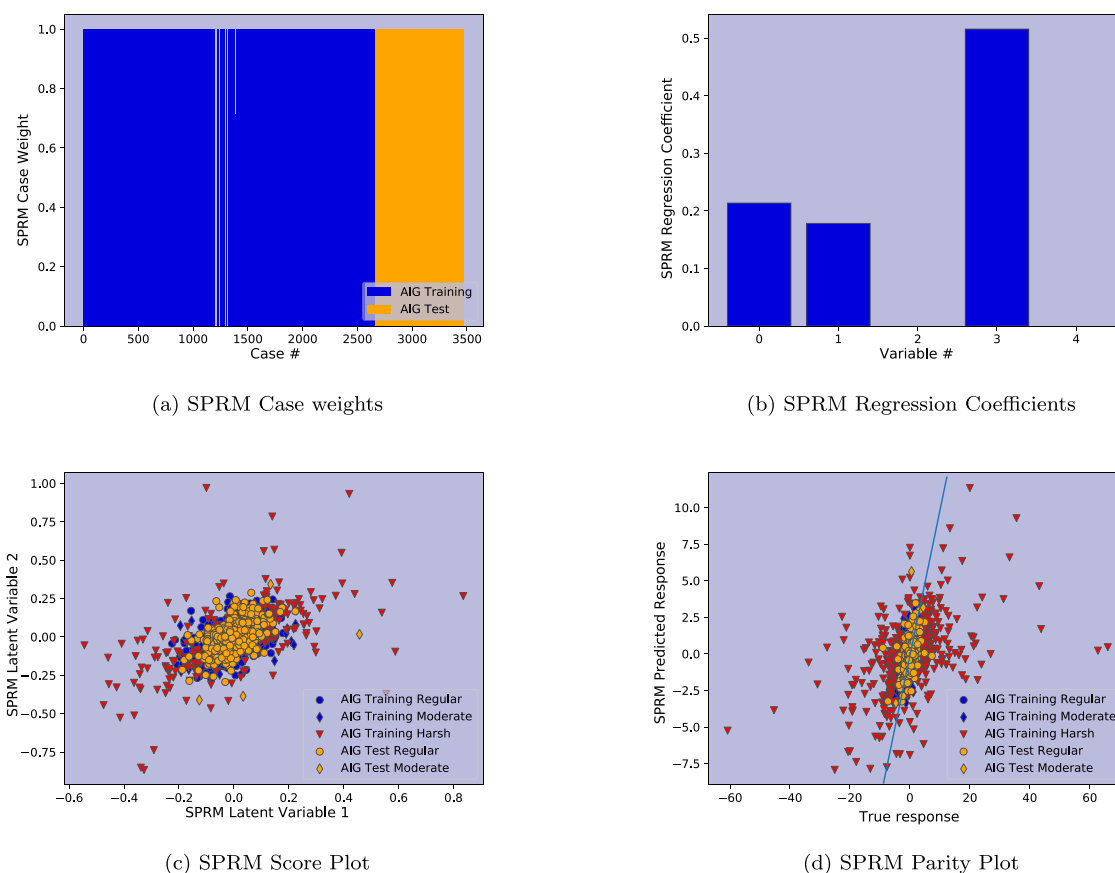 1.0
0.8
0.6
0.4
0.2
0.0
SPRM Case Weight
AIG Training
AIG Test
0 500 1000 1500 2000 2500 3000 3500
Case #
(a) SPRM Case weights
0.5
0.4
0.3
0.2
0.1
0.0
SPRM Regression Coefficient
0 1 2 3 4
Variable #
(b) SPRM Regression Coefficients
1.00
0.75
0.50
0.25
0.00
−0.25
−0.50
−0.75
SPRM Latent Variable 2
AIG Training Regular
AIG Training Moderate
AIG Training Harsh
AIG Test Regular
AIG Test Moderate
−0.6 −0.4 −0.2 0.0 0.2 0.4 0.6 0.8
SPRM Latent Variable 1
(c) SPRM Score Plot
10.0
7.5
5.0
2.5
0.0
−2.5
−5.0
−7.5
SPRM Predicted Response
AIG Training Regular
AIG Training Moderate
AIG Training Harsh
AIG Test Regular
AIG Test Moderate
−60 −40 −20 0 20 40 60
True response
(d) SPRM Parity Plot